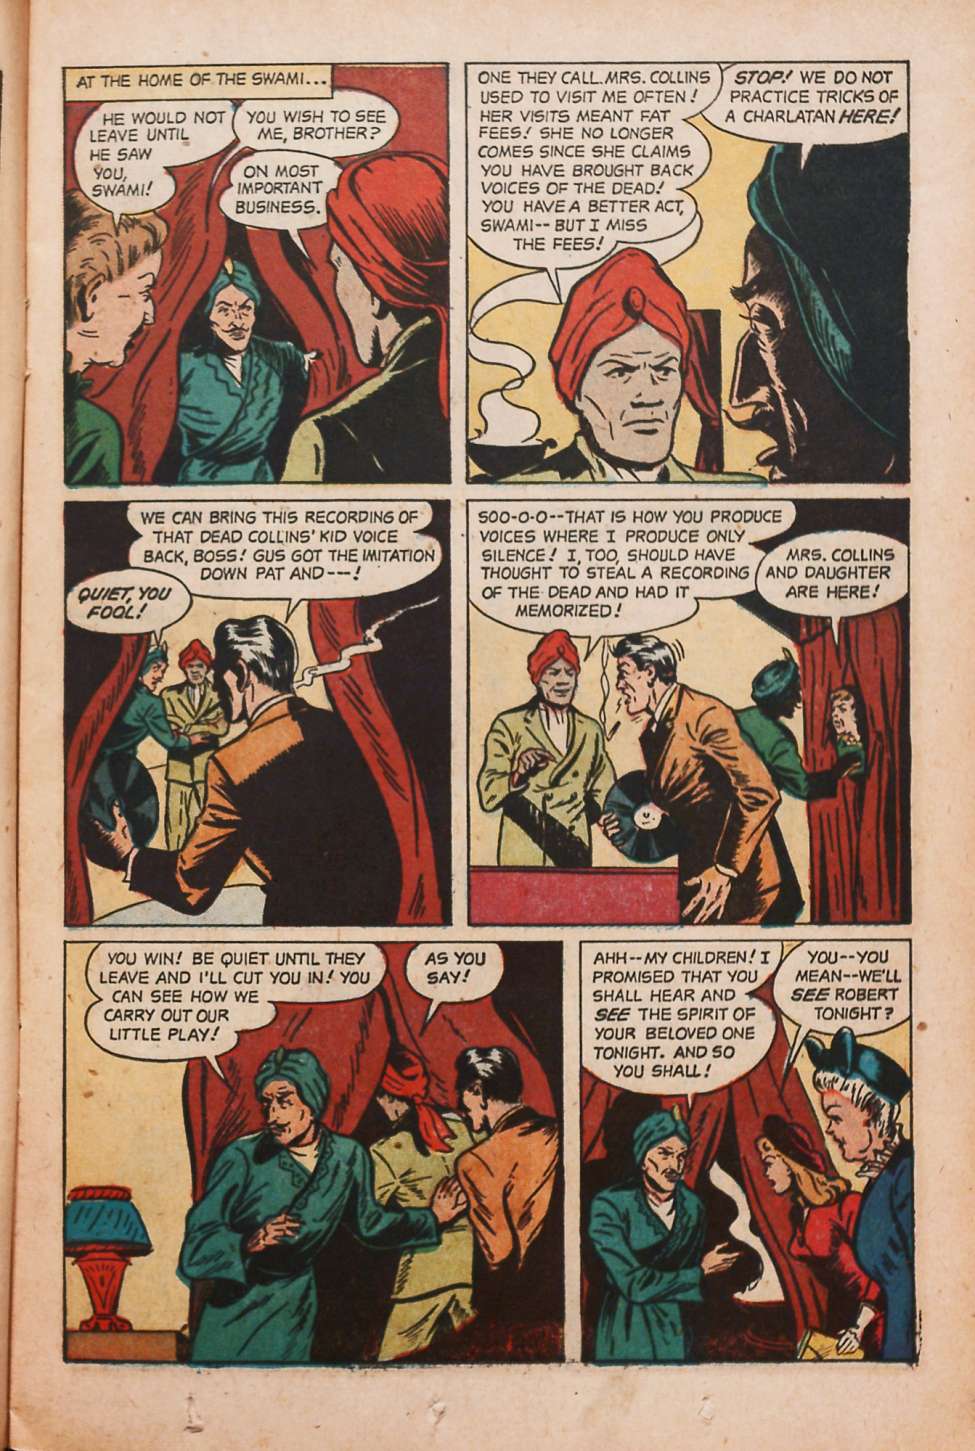 AT THE HOME OF THE SWAMI...
HE WOULD NOT
LEAVE UNTIL
HE SAW
YOU,
SWAMI!
YOU WISH TO SEE
ME, BROTHER?
ON MOST
IMPORTANT
BUSINESS.
ONE THEY CALL MRS. COLLINS
USED TO VISIT ME OFTEN!
HER VISITS MEANT FAT
FEES! SHE NO LONGER
COMES SINCE SHE CLAIMS
YOU HAVE BROUGHT BACK
VOICES OF THE DEAD!
YOU HAVE A BETTER ACT,
SWAMI-- BUT I MISS
THE FEES!
STOP! WE DO NOT
PRACTICE TRICKS OF
A CHARLATAN HERE!
WE CAN BRING THIS RECORDING OF
THAT DEAD COLLINS' KID VOICE
BACK, BOSS! GUS GOT THE IMITATION
DOWN PAT AND---!
QUIET, YOU
FOOL!
SOO-O-O--THAT IS HOW YOU PRODUCE
VOICES WHERE I PRODUCE ONLY
SILENCE! I, TOO, SHOULD HAVE
THOUGHT TO STEAL A RECORDING
OF THE DEAD AND HAD IT
MEMORIZED!
MRS. COLLINS
AND DAUGHTER
ARE HERE!
YOU WIN! BE QUIET UNTIL THEY
LEAVE AND I'LL CUT YOU IN! YOU
CAN SEE HOW WE
CARRY OUT OUR
LITTLE PLAY!
AS YOU
SAY!
AHH--MY CHILDREN! I
PROMISED THAT YOU
SHALL HEAR AND
SEE THE SPIRIT OF
YOUR BELOVED ONE
TONIGHT. AND SO
YOU SHALL!
YOU--YOU
MEAN--WE'LL
SEE ROBERT
TONIGHT?